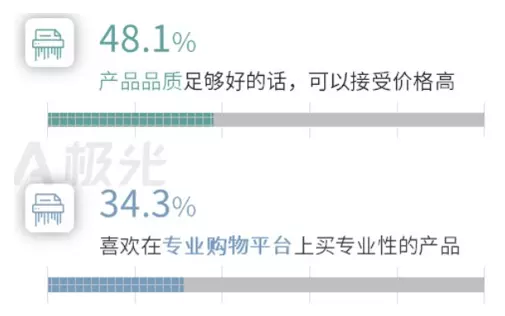 48.1%
产品品质足够好的话，可以接受价格高
极光
34.3%
喜欢在专业购物平台上买专业性的产品